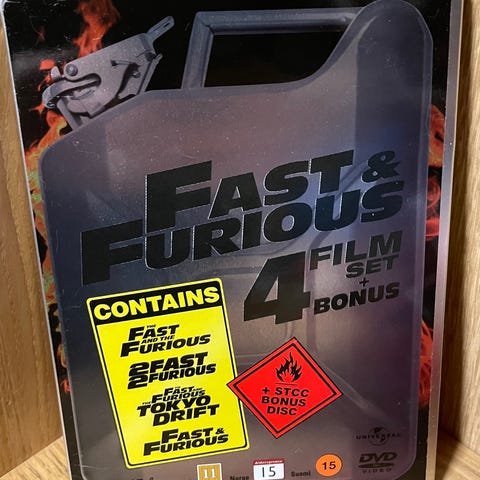 FAST &
FURIOUS
4 FILM
SET
+
BONUS
CONTAINS
THE
FAST
AND THE
FURIOUS
2 FAST
2 FURIOUS
THE FAST AND THE FURIOUS
TOKYO
DRIFT
FAST &
FURIOUS
+ STCC
BONUS
DISC
UNIVERSAL
DVD
VIDEO
11
Norge
15
Suomi
15